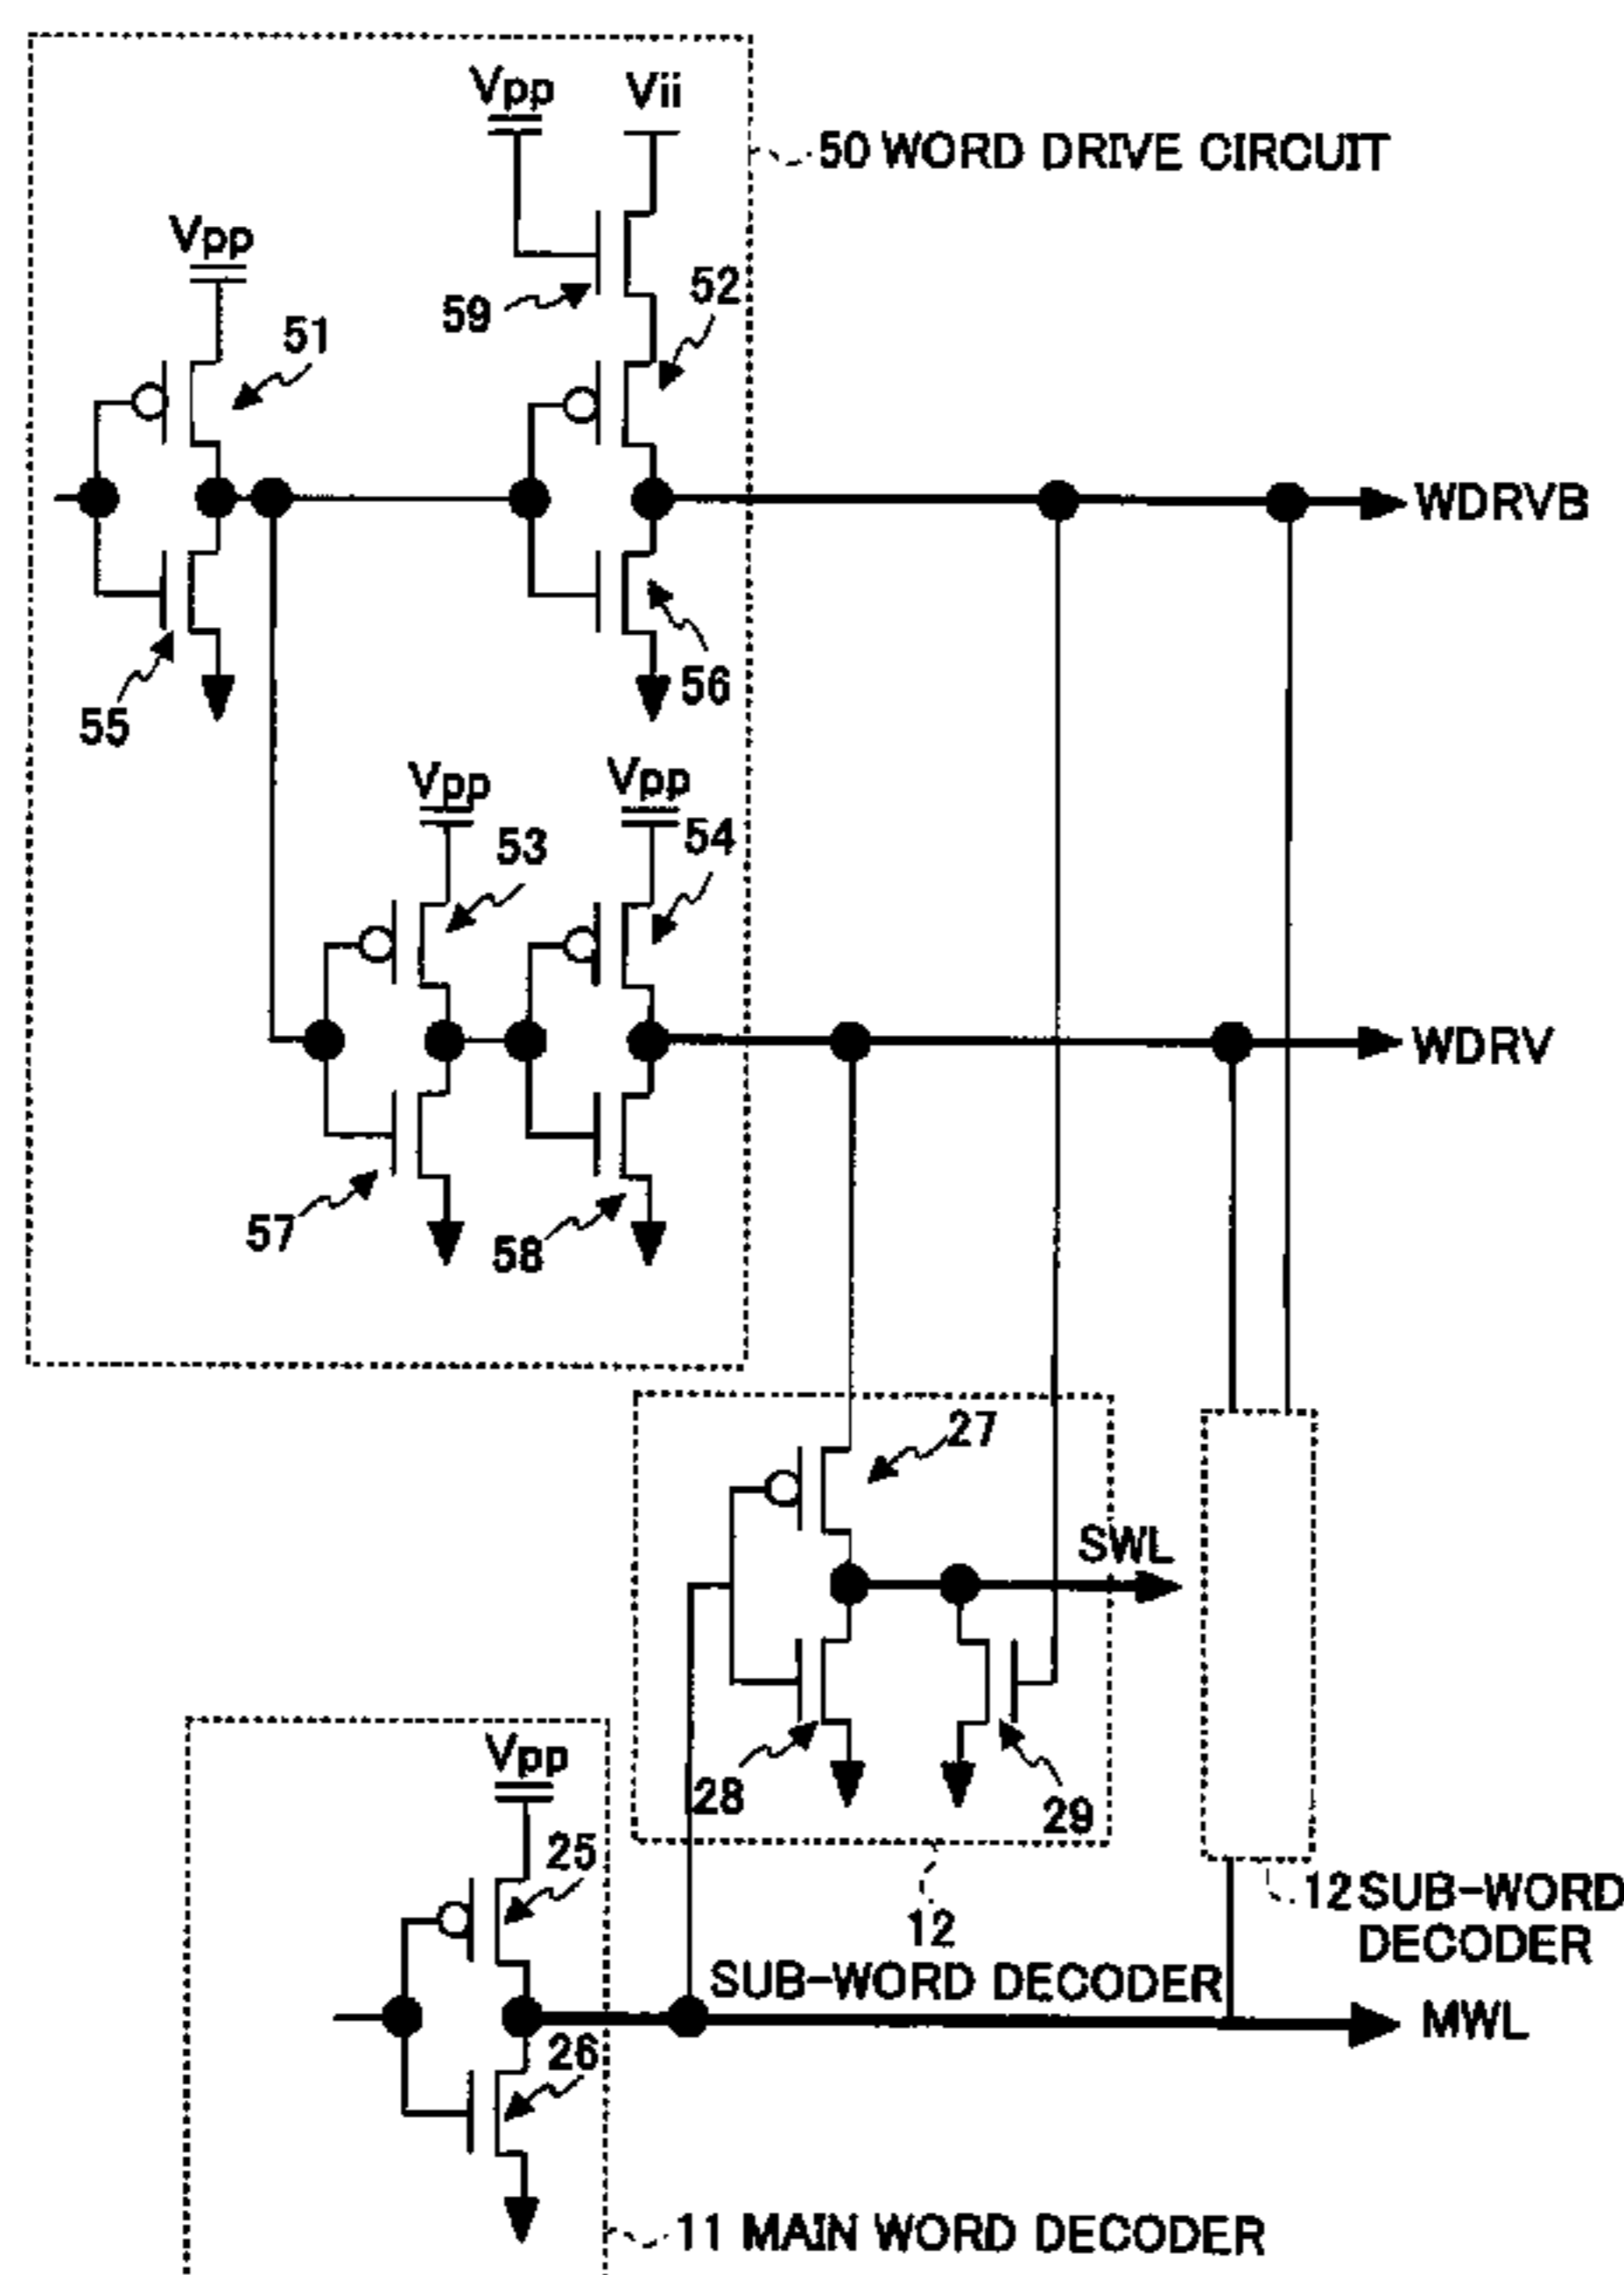 Vpp
Vii
50 WORD DRIVE CIRCUIT
Vpp
52
59
51
WDRVB
56
55
Vpp
Vpp
54
53
WDRV
57
58
27
SWL
Vpp
28
29
25
12 SUB-WORD
DECODER
12
SUB-WORD DECODER
MWL
26
11 MAIN WORD DECODER